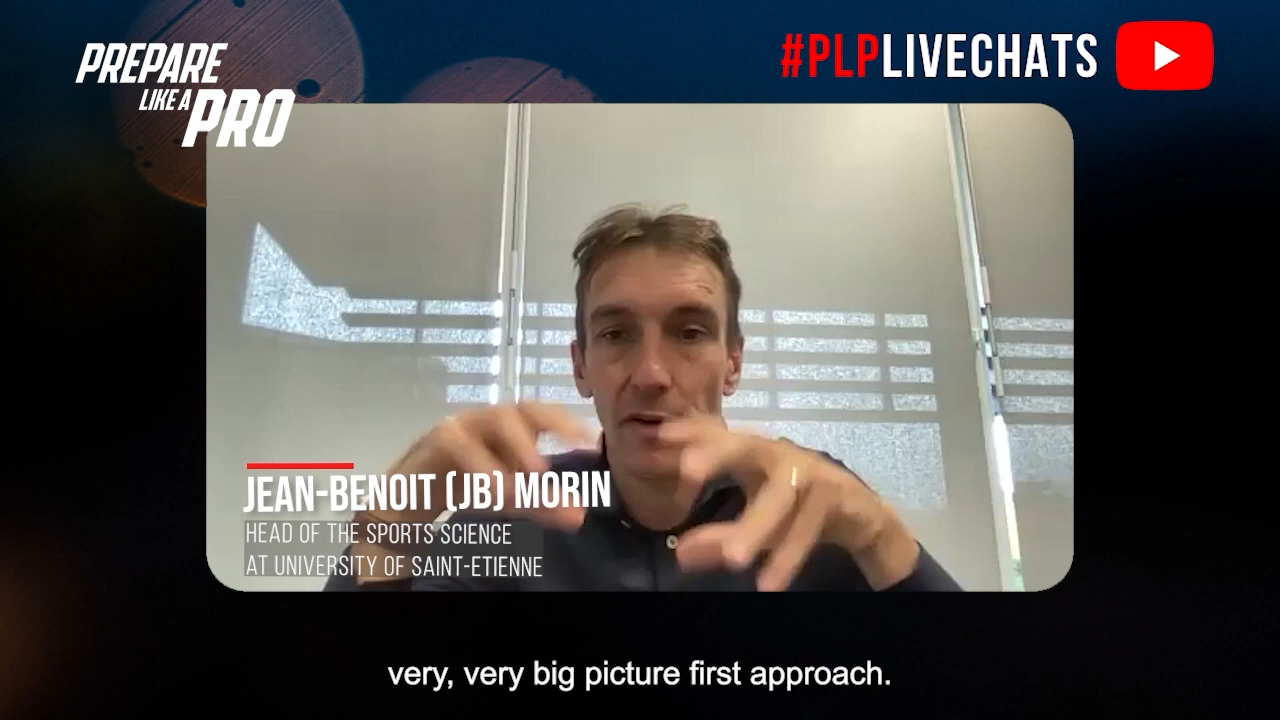 PREPARE
LIKE A
PRO
#PLPLIVECHATS
JEAN-BENOIT (JB) MORIN
HEAD OF THE SPORTS SCIENCE
AT UNIVERSITY OF SAINT-ETIENNE
very, very big picture first approach.